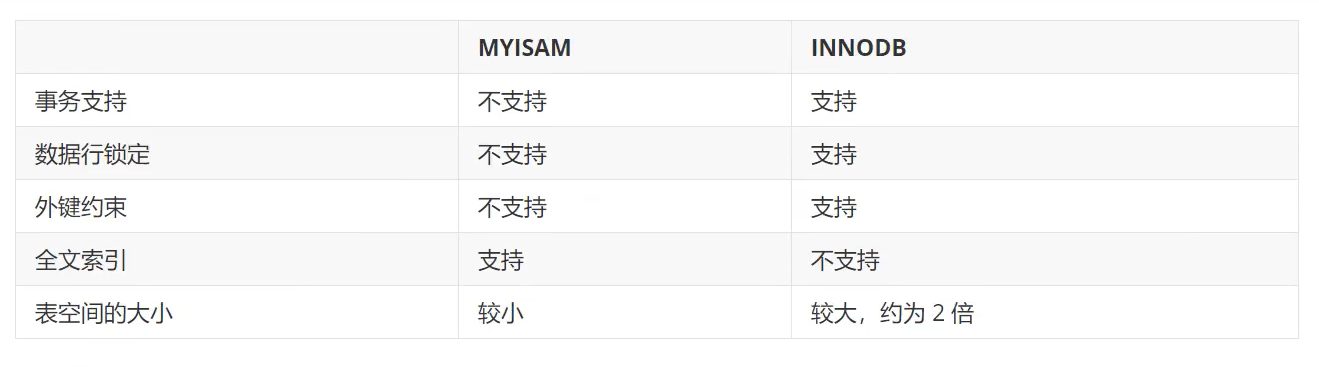 MYISAM INNODB
事务支持 不支持 支持
数据行锁定 不支持 支持
外键约束 不支持 支持
全文索引 支持 不支持
表空间的大小 较小 较大，约为 2 倍